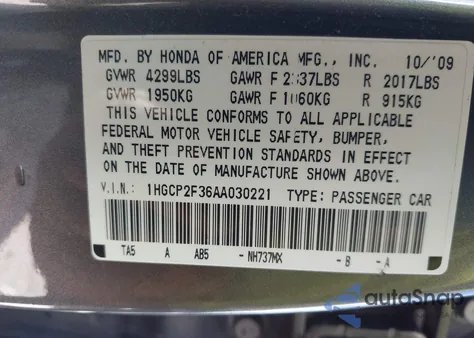 MFD. BY HONDA OF AMERICA MFG., INC. 10/'09
GVWR 4299LBS GAWR F 2337LBS R 2017LBS
GVWR 1950KG GAWR F 1060KG R 915KG
THIS VEHICLE CONFORMS TO ALL APPLICABLE
FEDERAL MOTOR VEHICLE SAFETY, BUMPER,
AND THEFT PREVENTION STANDARDS IN EFFECT
ON THE DATE OF MANUFACTURE SHOWN ABOVE.
V.I.N.: 1HGCP2F36AA030221 TYPE: PASSENGER CAR
TA5 A AB5 - NH737MX - B - A
autoSnap